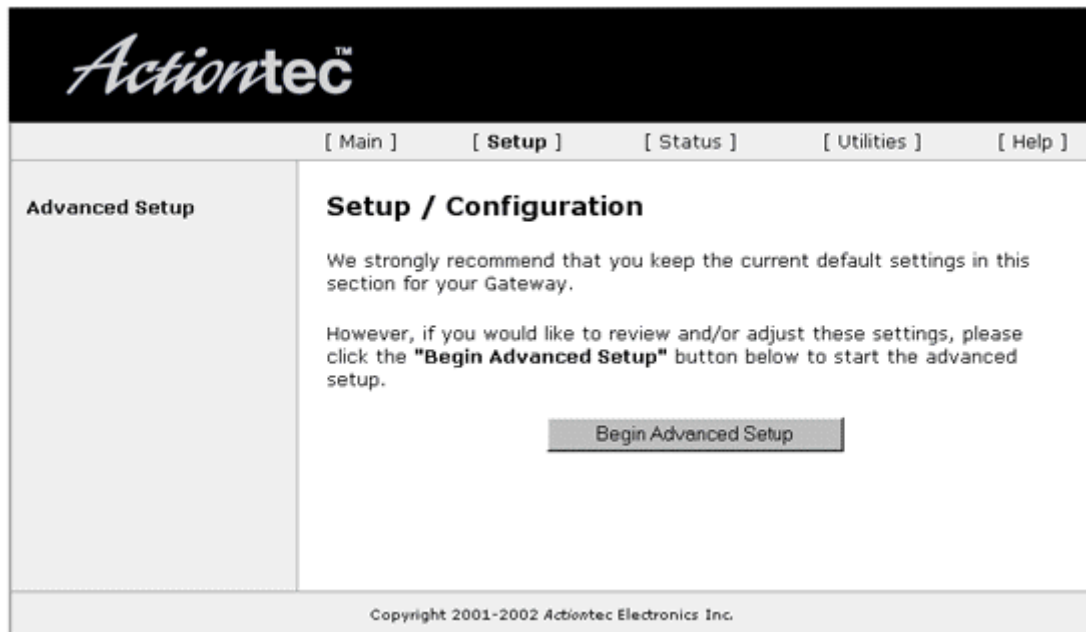 Actiontec™
[ Main ] [ Setup ] [ Status ] [ Utilities ] [ Help ]
Advanced Setup
Setup / Configuration
We strongly recommend that you keep the current default settings in this
section for your Gateway.
However, if you would like to review and/or adjust these settings, please
click the "Begin Advanced Setup" button below to start the advanced
setup.
Begin Advanced Setup
Copyright 2001-2002 Actiontec Electronics Inc.